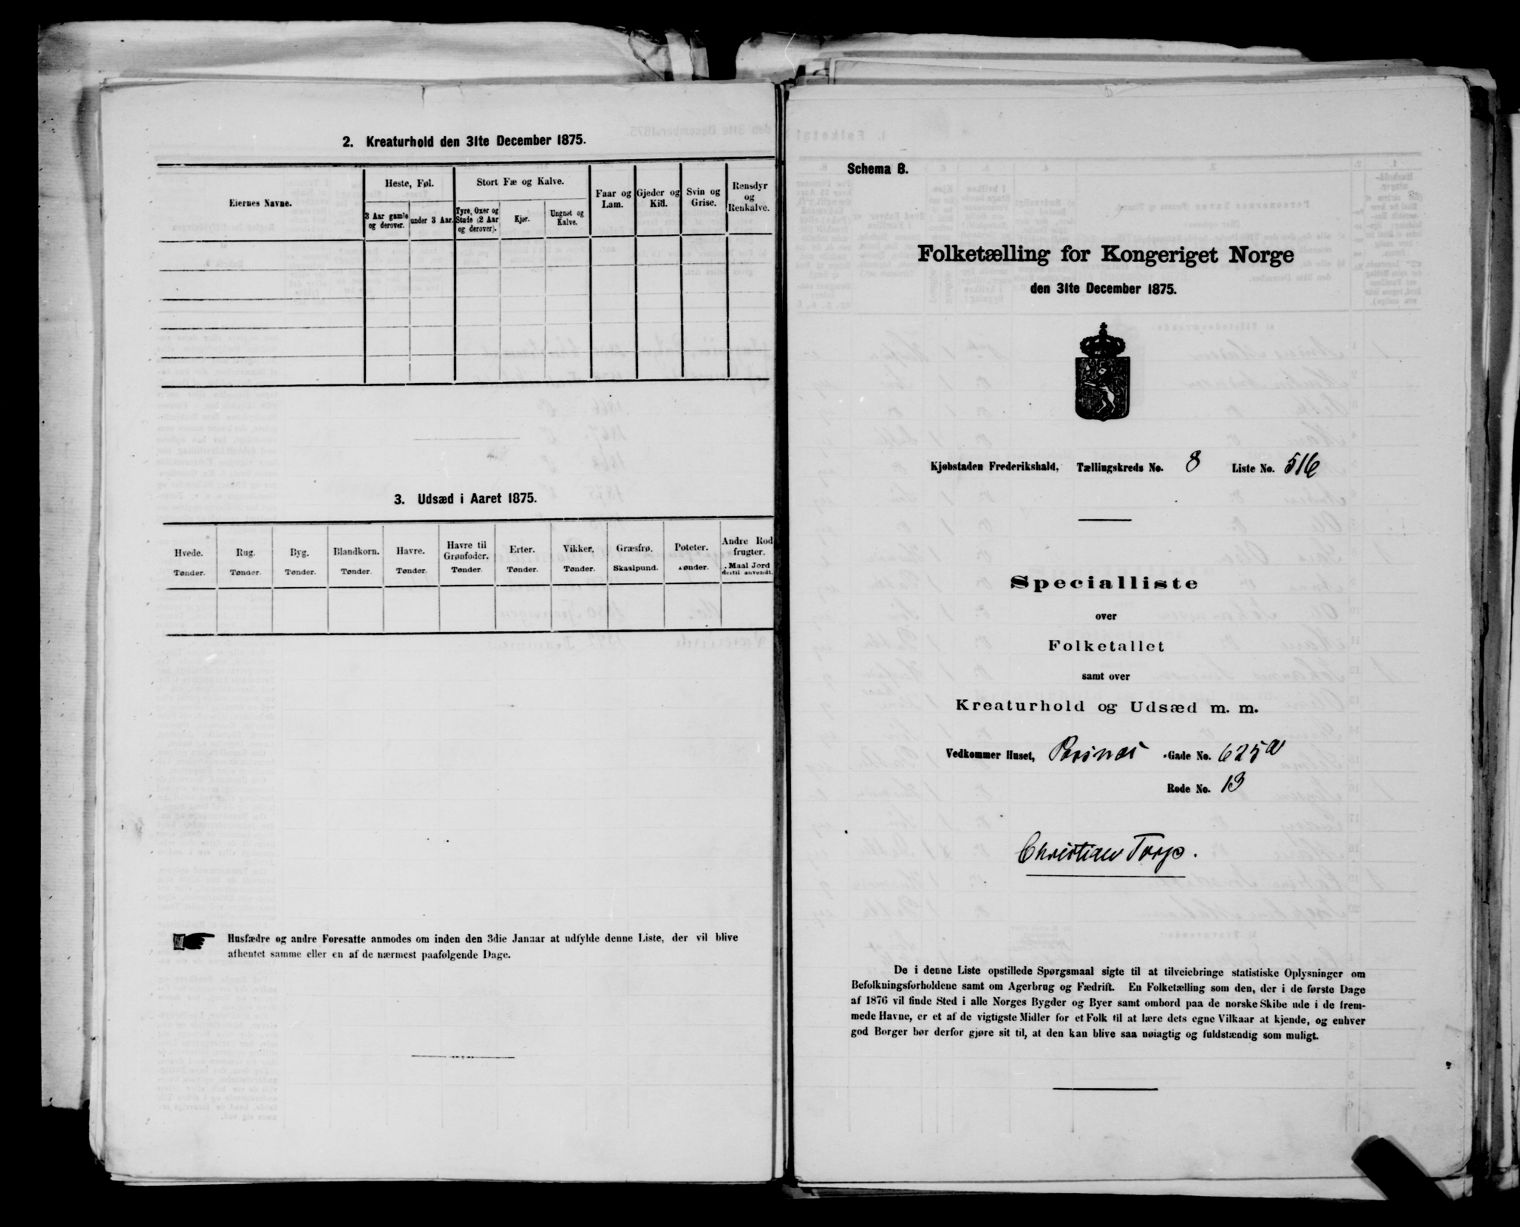 2. Kreaturhold den 31te December 1875.
Eiernes Navne.
Heste, Føl.
3 Aar gamle og derover.
under 3 Aar.
Stort Fæ og Kalve.
Tyre, Oxer og Stude (2 Aar og derover).
Kjør.
Ungnet og Kalve.
Faar og Lam.
Gjeder og Kid.
Svin og Grise.
Rensdyr og Renkalve.
3. Udsæd i Aaret 1875.
Hvede. Tønder.
Rug. Tønder.
Byg. Tønder.
Blandkorn. Tønder.
Havre. Tønder.
Havre til Grønfoder. Tønder.
Erter. Tønder.
Vikker. Tønder.
Græsfrø. Skaalpund.
Poteter. Tønder.
Andre Rodfrugter. Maal Jord dertil anvendt.
Husfædre og andre Foresatte anmodes om inden den 3die Januar at udfylde denne Liste, der vil blive
afhentet samme eller en af de nærmest paafølgende Dage.
Schema B.
Folketælling for Kongeriget Norge
den 31te December 1875.
Kjøbstaden Frederikshald, Tællingskreds No. 8 Liste No. 516
Specialliste
over
Folketallet
samt over
Kreaturhold og Udsæd m. m.
Vedkommer Huset, -Gade No. 625a
Rode No. 13
Christian Torp.
De i denne Liste opstillede Spørgsmaal sigte til at tilveiebringe statistiske Oplysninger om
Befolkningsforholdene samt om Agerbrug og Fædrift. En Folketælling som den, der i de første Dage
af 1876 vil finde Sted i alle Norges Bygder og Byer samt ombord paa de norske Skibe ude i de frem-
mede Havne, er et af de vigtigste Midler for et Folk til at lære dets egne Vilkaar at kjende, og enhver
god Borger bør derfor gjøre sit til, at den kan blive saa nøiagtig og fuldstændig som muligt.